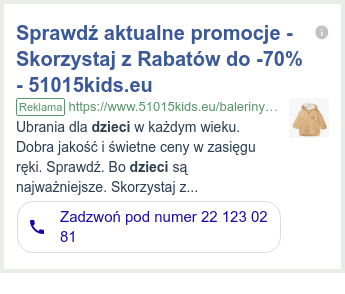 Sprawdź aktualne promocje -
Skorzystaj z Rabatów do -70%
- 51015kids.eu
Reklama https://www.51015kids.eu/baleriny…
Ubrania dla dzieci w każdym wieku.
Dobra jakość i świetne ceny w zasięgu
ręki. Sprawdź. Bo dzieci są
najważniejsze. Skorzystaj z...
Zadzwoń pod numer 22 123 02
81